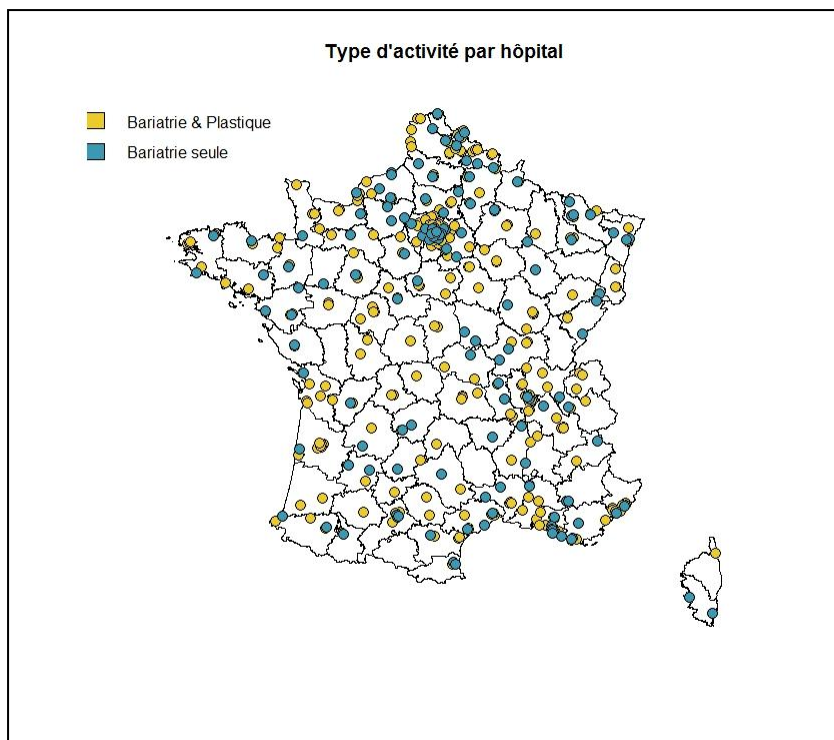 Type d'activité par hôpital
Bariatrie & Plastique
Bariatrie seule